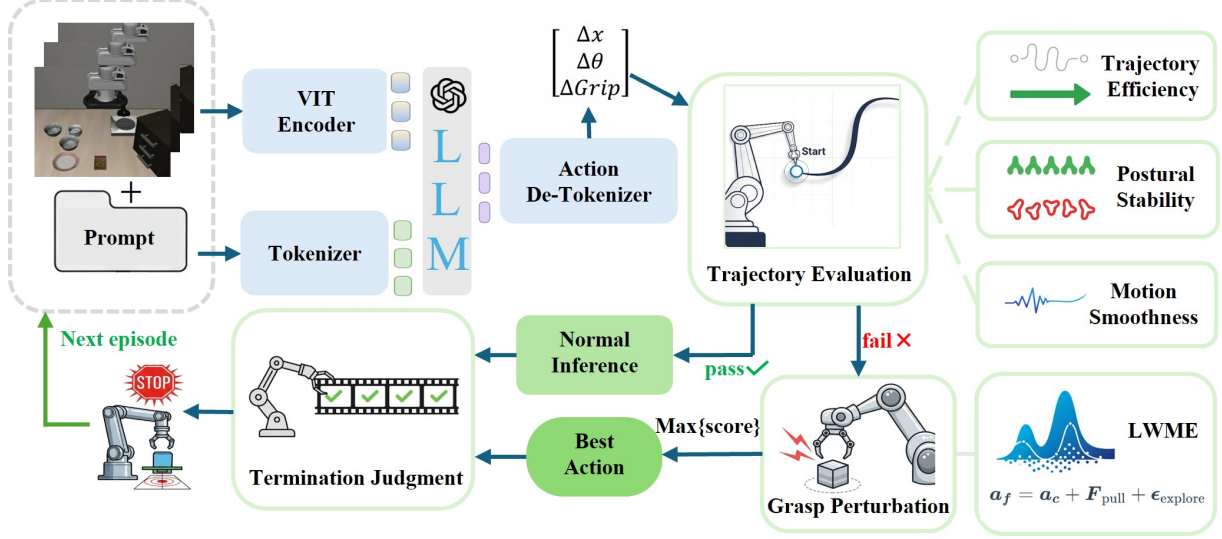 VIT
Encoder
+
Prompt
Tokenizer
L
L
M
Action
De-Tokenizer
Δx
Δθ
ΔGrip
Start
Trajectory Evaluation
Trajectory
Efficiency
Postural
Stability
Motion
Smoothness
pass✓
fail✕
Normal
Inference
Next episode
STOP
Termination Judgment
Best
Action
Max{score}
Grasp Perturbation
LWME
a_f = a_c + F_pull + ϵ_explore